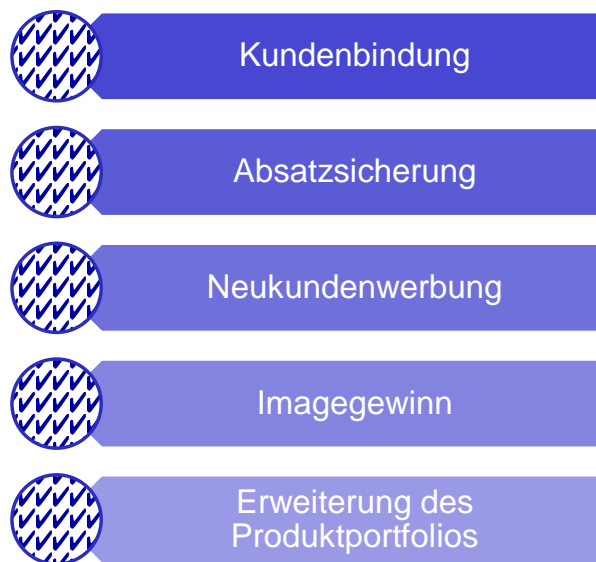 Kundenbindung
Absatzsicherung
Neukundenwerbung
Imagegewinn
Erweiterung des
Produktportfolios